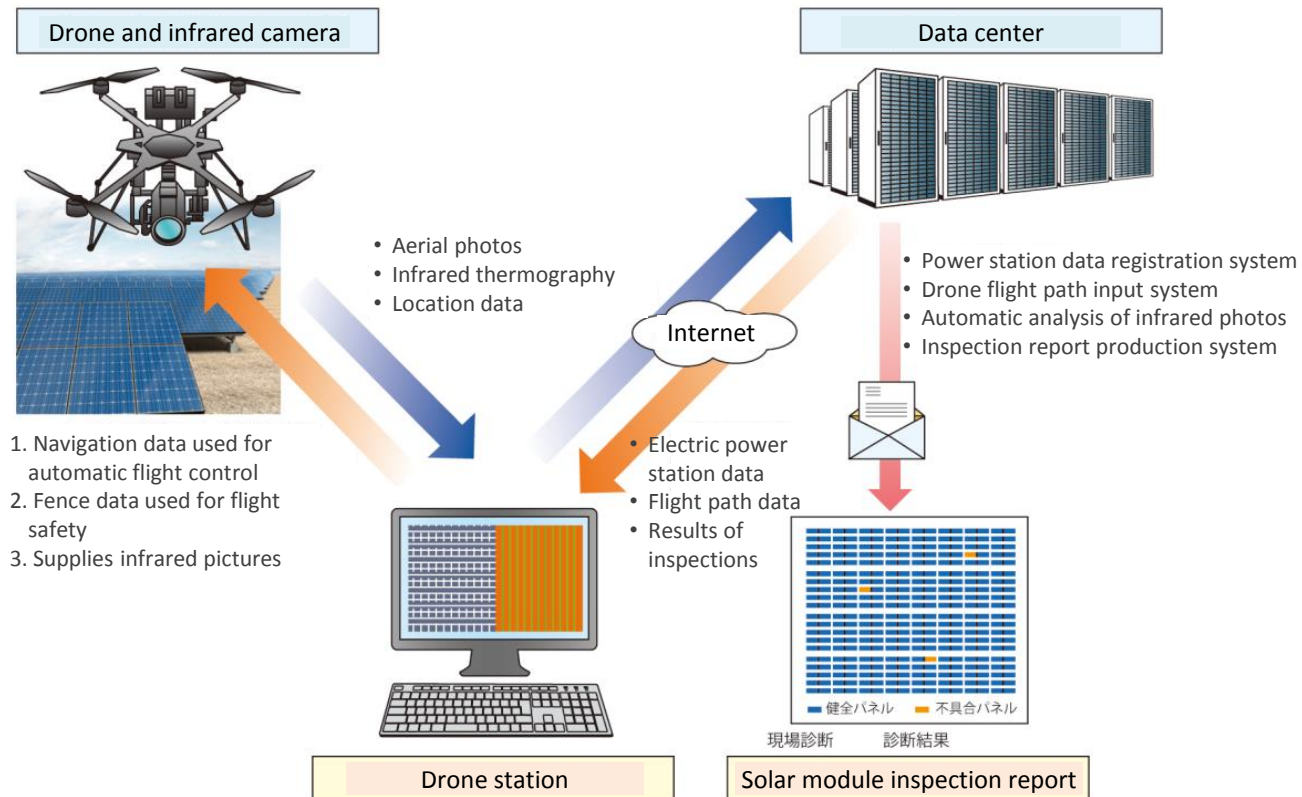 Drone and infrared camera
Data center
• Aerial photos
• Infrared thermography
• Location data
Internet
• Power station data registration system
• Drone flight path input system
• Automatic analysis of infrared photos
• Inspection report production system
1. Navigation data used for
automatic flight control
2. Fence data used for flight
safety
3. Supplies infrared pictures
• Electric power
station data
• Flight path data
• Results of
inspections
健全パネル 不具合パネル
現場診断 診断結果
Drone station
Solar module inspection report